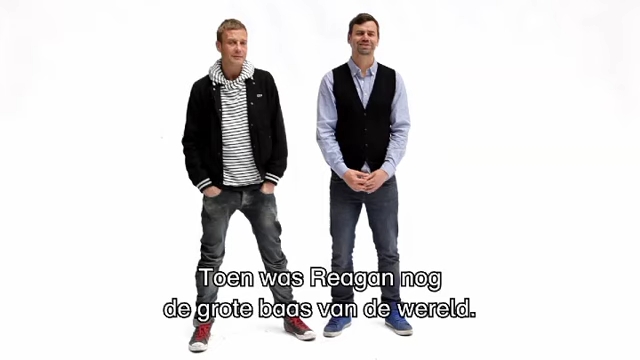 Toen was Reagan nog
de grote baas van de wereld.